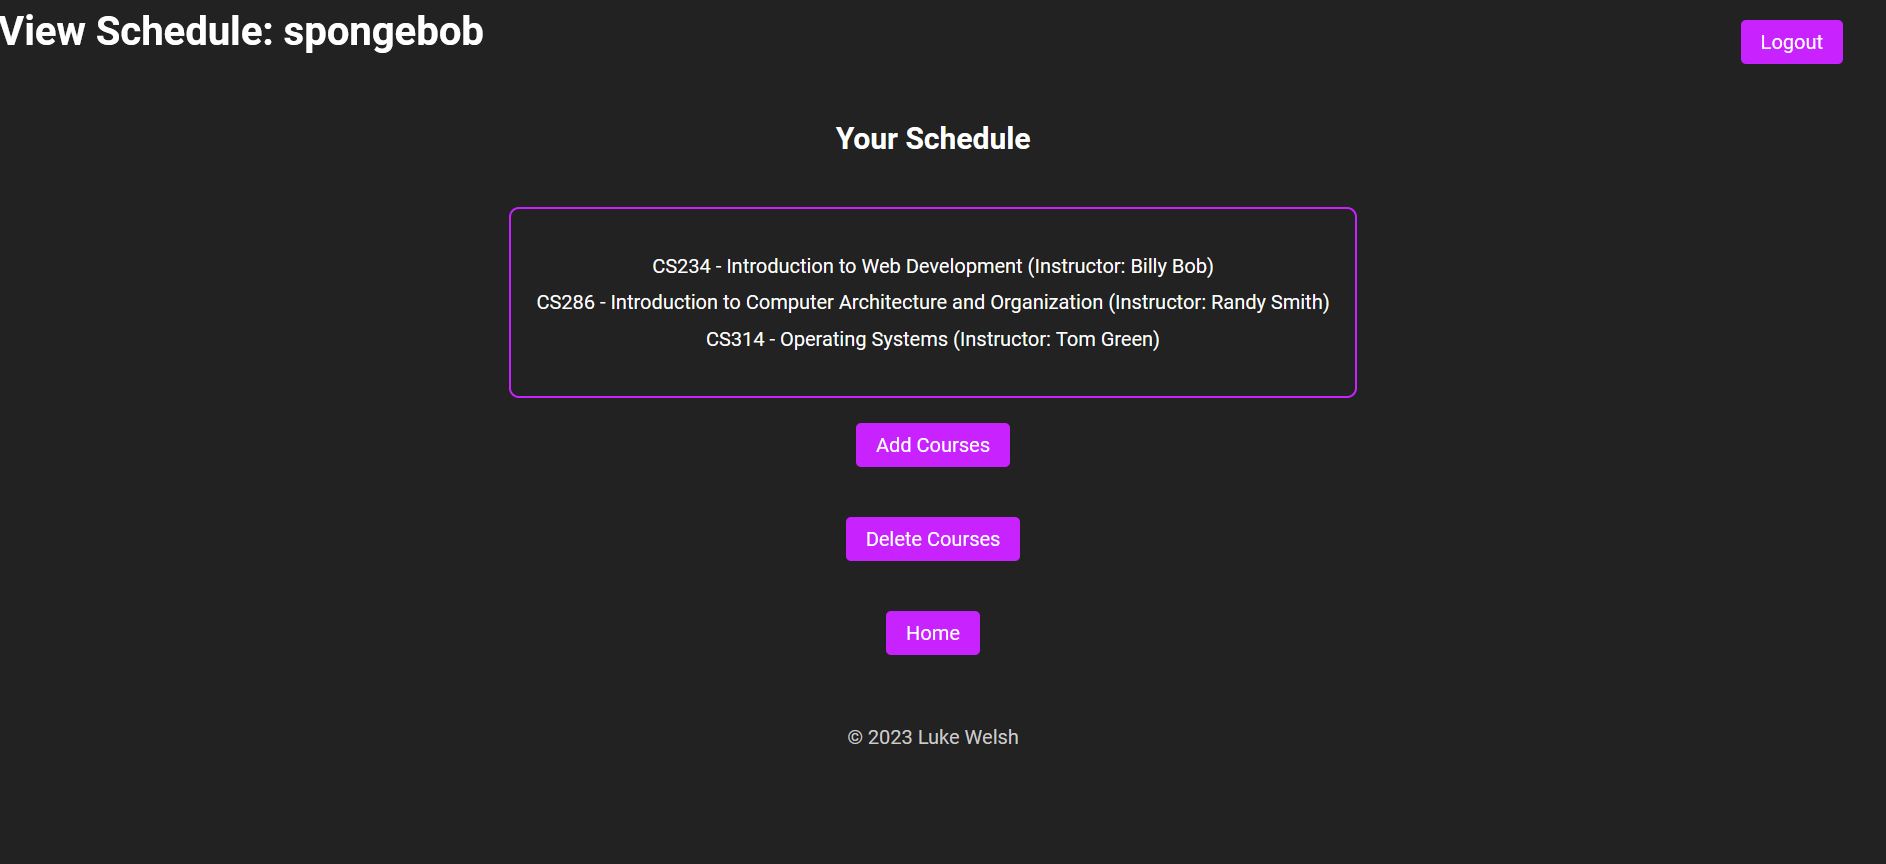 View Schedule: spongebob
Logout
Your Schedule
CS234 - Introduction to Web Development (Instructor: Billy Bob)
CS286 - Introduction to Computer Architecture and Organization (Instructor: Randy Smith)
CS314 - Operating Systems (Instructor: Tom Green)
Add Courses
Delete Courses
Home
© 2023 Luke Welsh